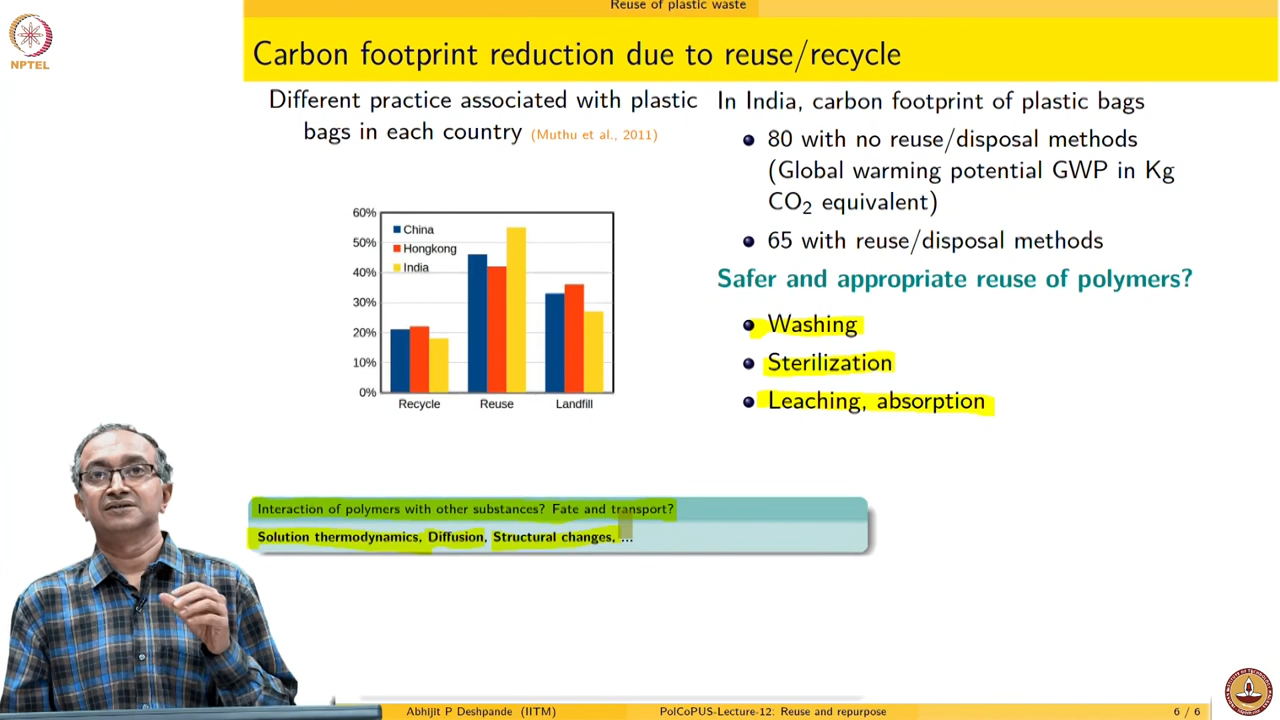 Reuse of plastic waste
NPTEL
Carbon footprint reduction due to reuse/recycle
Different practice associated with plastic
bags in each country (Muthu et al., 2011)
60%
50%
40%
30%
20%
10%
0%
China
Hongkong
India
Recycle
Reuse
Landfill
In India, carbon footprint of plastic bags
80 with no reuse/disposal methods
(Global warming potential GWP in Kg
CO2 equivalent)
65 with reuse/disposal methods
Safer and appropriate reuse of polymers?
Washing
Sterilization
Leaching, absorption
Interaction of polymers with other substances? Fate and transport?
Solution thermodynamics, Diffusion, Structural changes, ...
Abhijit P Deshpande (IITM)
PolCoPUS-Lecture-12: Reuse and repurpose
6 / 6